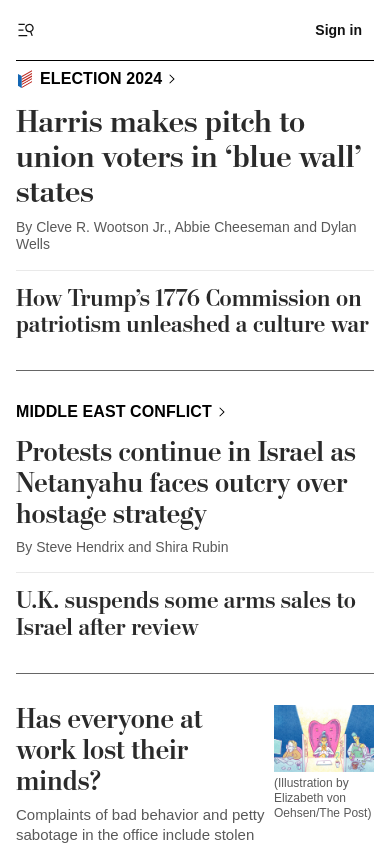 Sign in
ELECTION 2024
Harris makes pitch to
union voters in ‘blue wall’
states
By Cleve R. Wootson Jr., Abbie Cheeseman and Dylan
Wells
How Trump’s 1776 Commission on
patriotism unleashed a culture war
MIDDLE EAST CONFLICT
Protests continue in Israel as
Netanyahu faces outcry over
hostage strategy
By Steve Hendrix and Shira Rubin
U.K. suspends some arms sales to
Israel after review
Has everyone at
work lost their
minds?
(Illustration by
Elizabeth von
Oehsen/The Post)
Complaints of bad behavior and petty
sabotage in the office include stolen